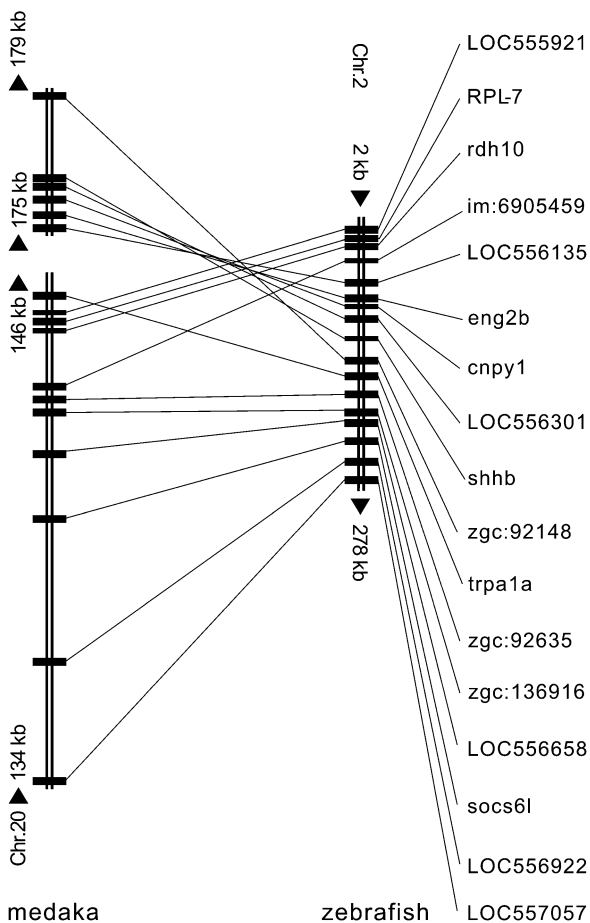 179 kb
175 kb
146 kb
134 kb
Chr.20
medaka
Chr.2
2 kb
278 kb
zebrafish
LOC555921
RPL-7
rdh10
im:6905459
LOC556135
eng2b
cnpy1
LOC556301
shhb
zgc:92148
trpa1a
zgc:92635
zgc:136916
LOC556658
socs6l
LOC556922
LOC557057